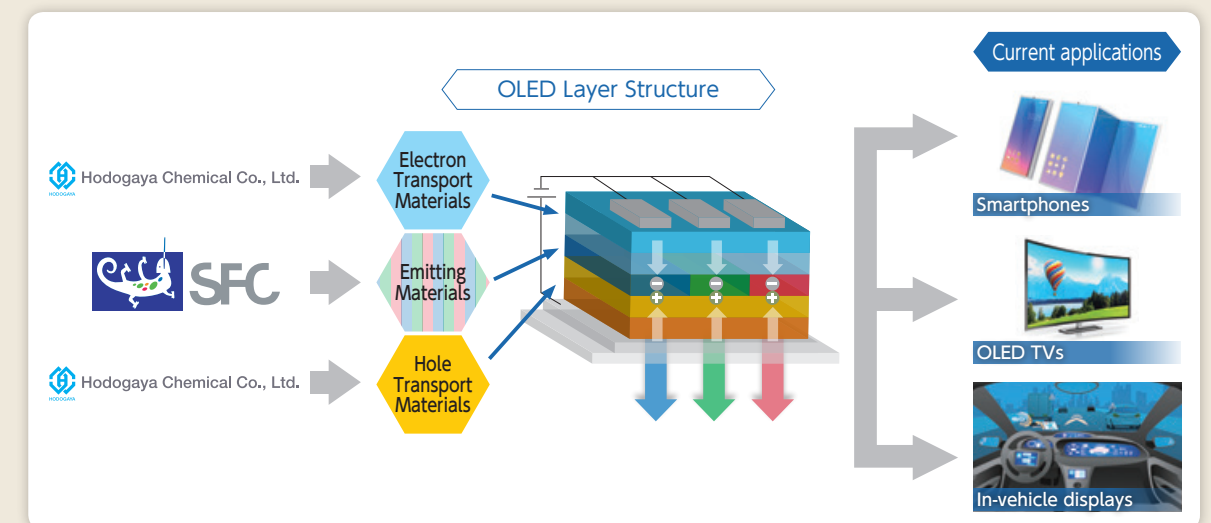 Current applications
OLED Layer Structure
HODOGAYA
Hodogaya Chemical Co., Ltd.
Electron
Transport
Materials
Smartphones
SFC
Emitting
Materials
OLED TVs
HODOGAYA
Hodogaya Chemical Co., Ltd.
Hole
Transport
Materials
In-vehicle displays